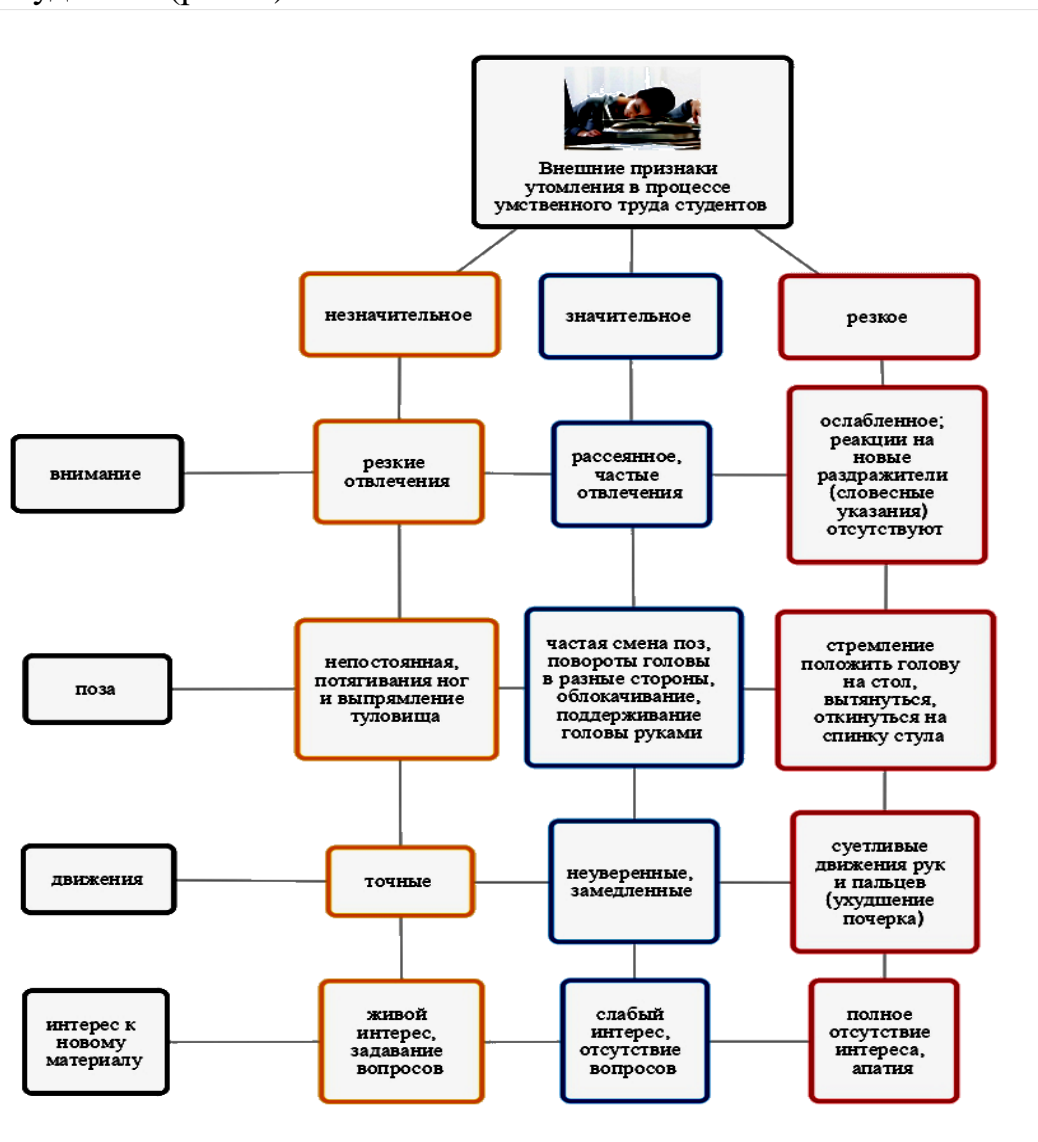 Внешние признаки
утомления в процессе
умственного труда студентов
незначительное
значительное
резкое
внимание
резкие
отвлечения
рассеянное,
частые
отвлечения
ослабленное;
реакции на
новые
раздражители
(словесные
указания)
отсутствуют
поза
непостоянная,
потягивания ног
и выпрямление
туловища
частая смена поз,
повороты головы
в разные стороны,
облокачивание,
поддерживание
головы руками
стремление
положить голову
на стол,
вытянуться,
откинуться на
спинку стула
движения
точные
неуверенные,
замедленные
суетливые
движения рук
и пальцев
(ухудшение
почерка)
интерес к
новому
материалу
живой
интерес,
задавание
вопросов
слабый
интерес,
отсутствие
вопросов
полное
отсутствие
интереса,
апатия